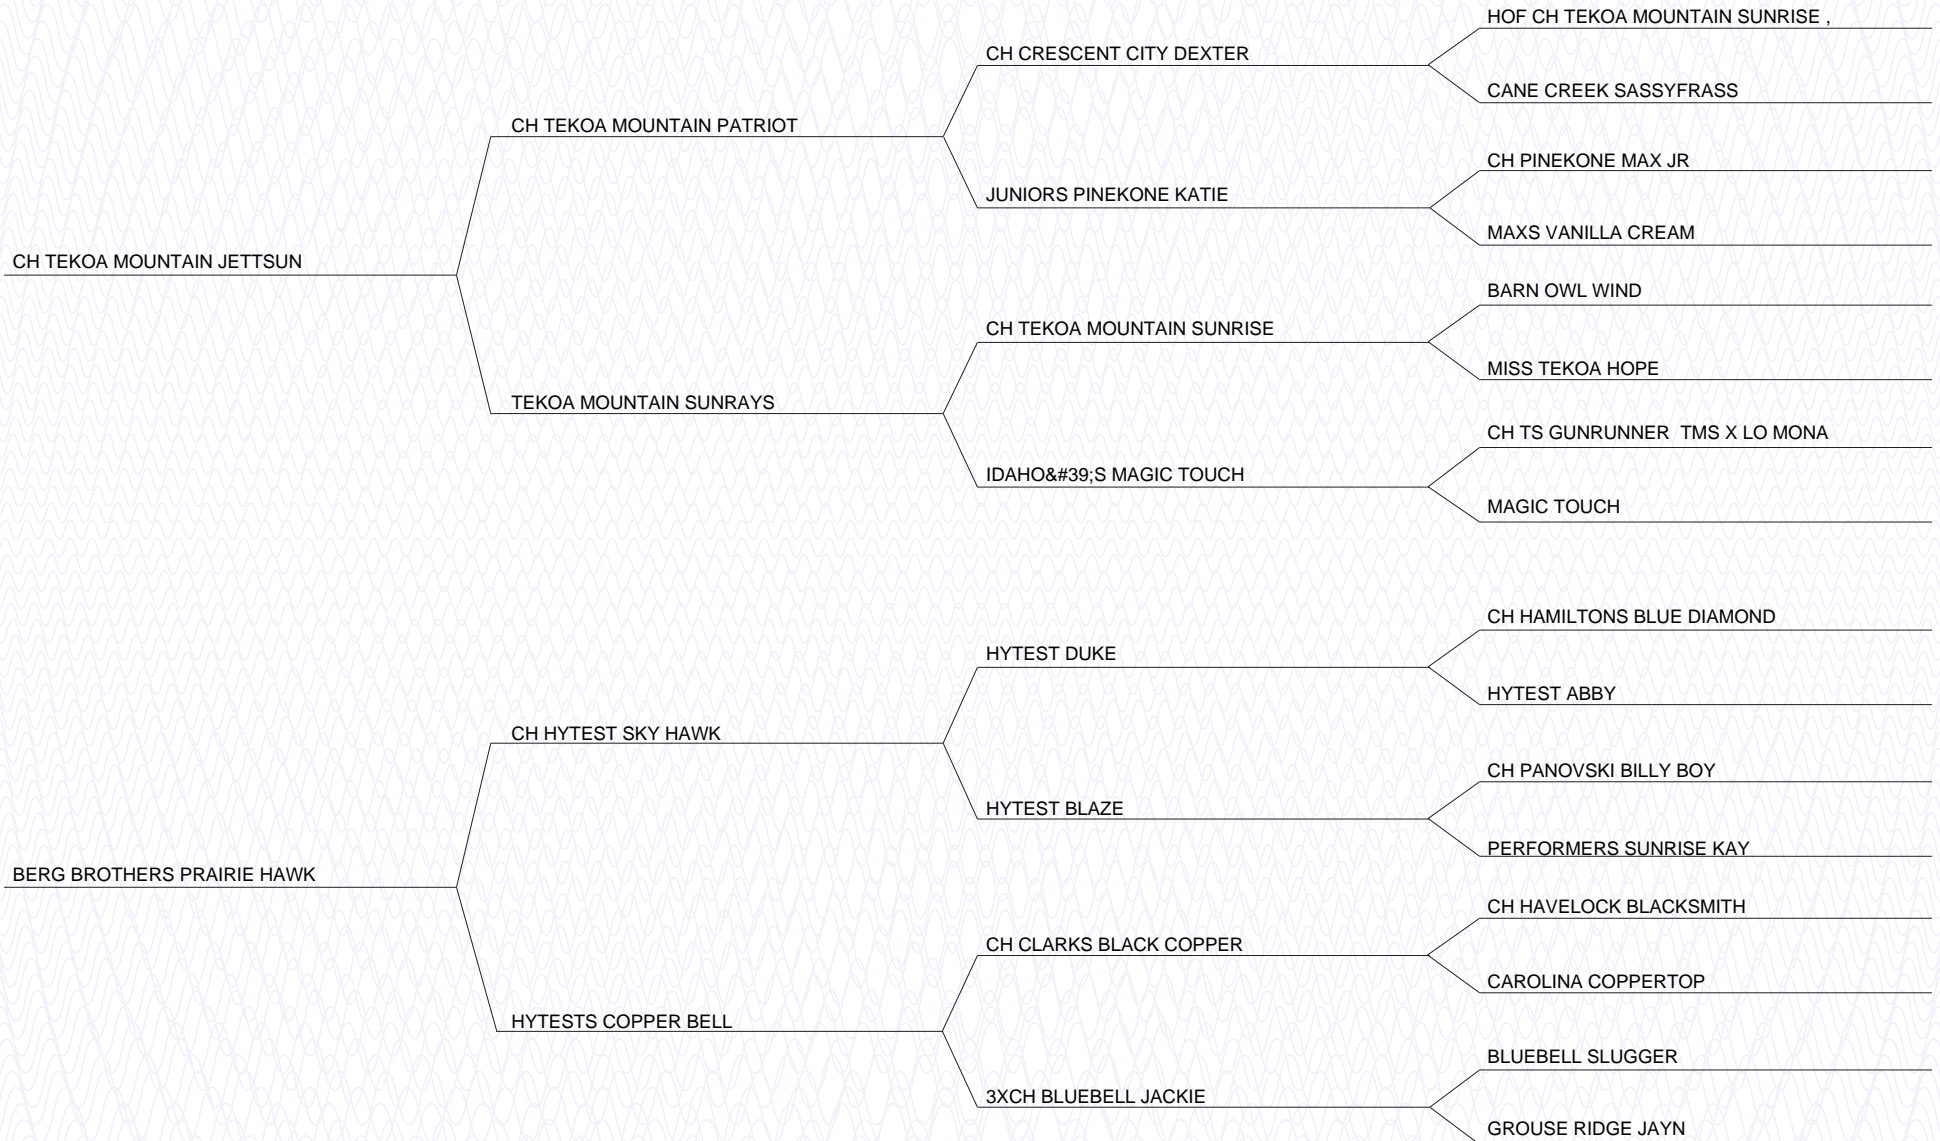 HOF CH TEKOA MOUNTAIN SUNRISE ,
CH CRESCENT CITY DEXTER
CANE CREEK SASSYFRASS
CH TEKOA MOUNTAIN PATRIOT
CH PINEKONE MAX JR
JUNIORS PINEKONE KATIE
MAXS VANILLA CREAM
CH TEKOA MOUNTAIN JETTSUN
BARN OWL WIND
CH TEKOA MOUNTAIN SUNRISE
MISS TEKOA HOPE
TEKOA MOUNTAIN SUNRAYS
CH TS GUNRUNNER  TMS X LO MONA
IDAHO&#39;S MAGIC TOUCH
MAGIC TOUCH
CH HAMILTONS BLUE DIAMOND
HYTEST DUKE
HYTEST ABBY
CH HYTEST SKY HAWK
CH PANOVSKI BILLY BOY
HYTEST BLAZE
PERFORMERS SUNRISE KAY
BERG BROTHERS PRAIRIE HAWK
CH HAVELOCK BLACKSMITH
CH CLARKS BLACK COPPER
CAROLINA COPPERTOP
HYTESTS COPPER BELL
BLUEBELL SLUGGER
3XCH BLUEBELL JACKIE
GROUSE RIDGE JAYN